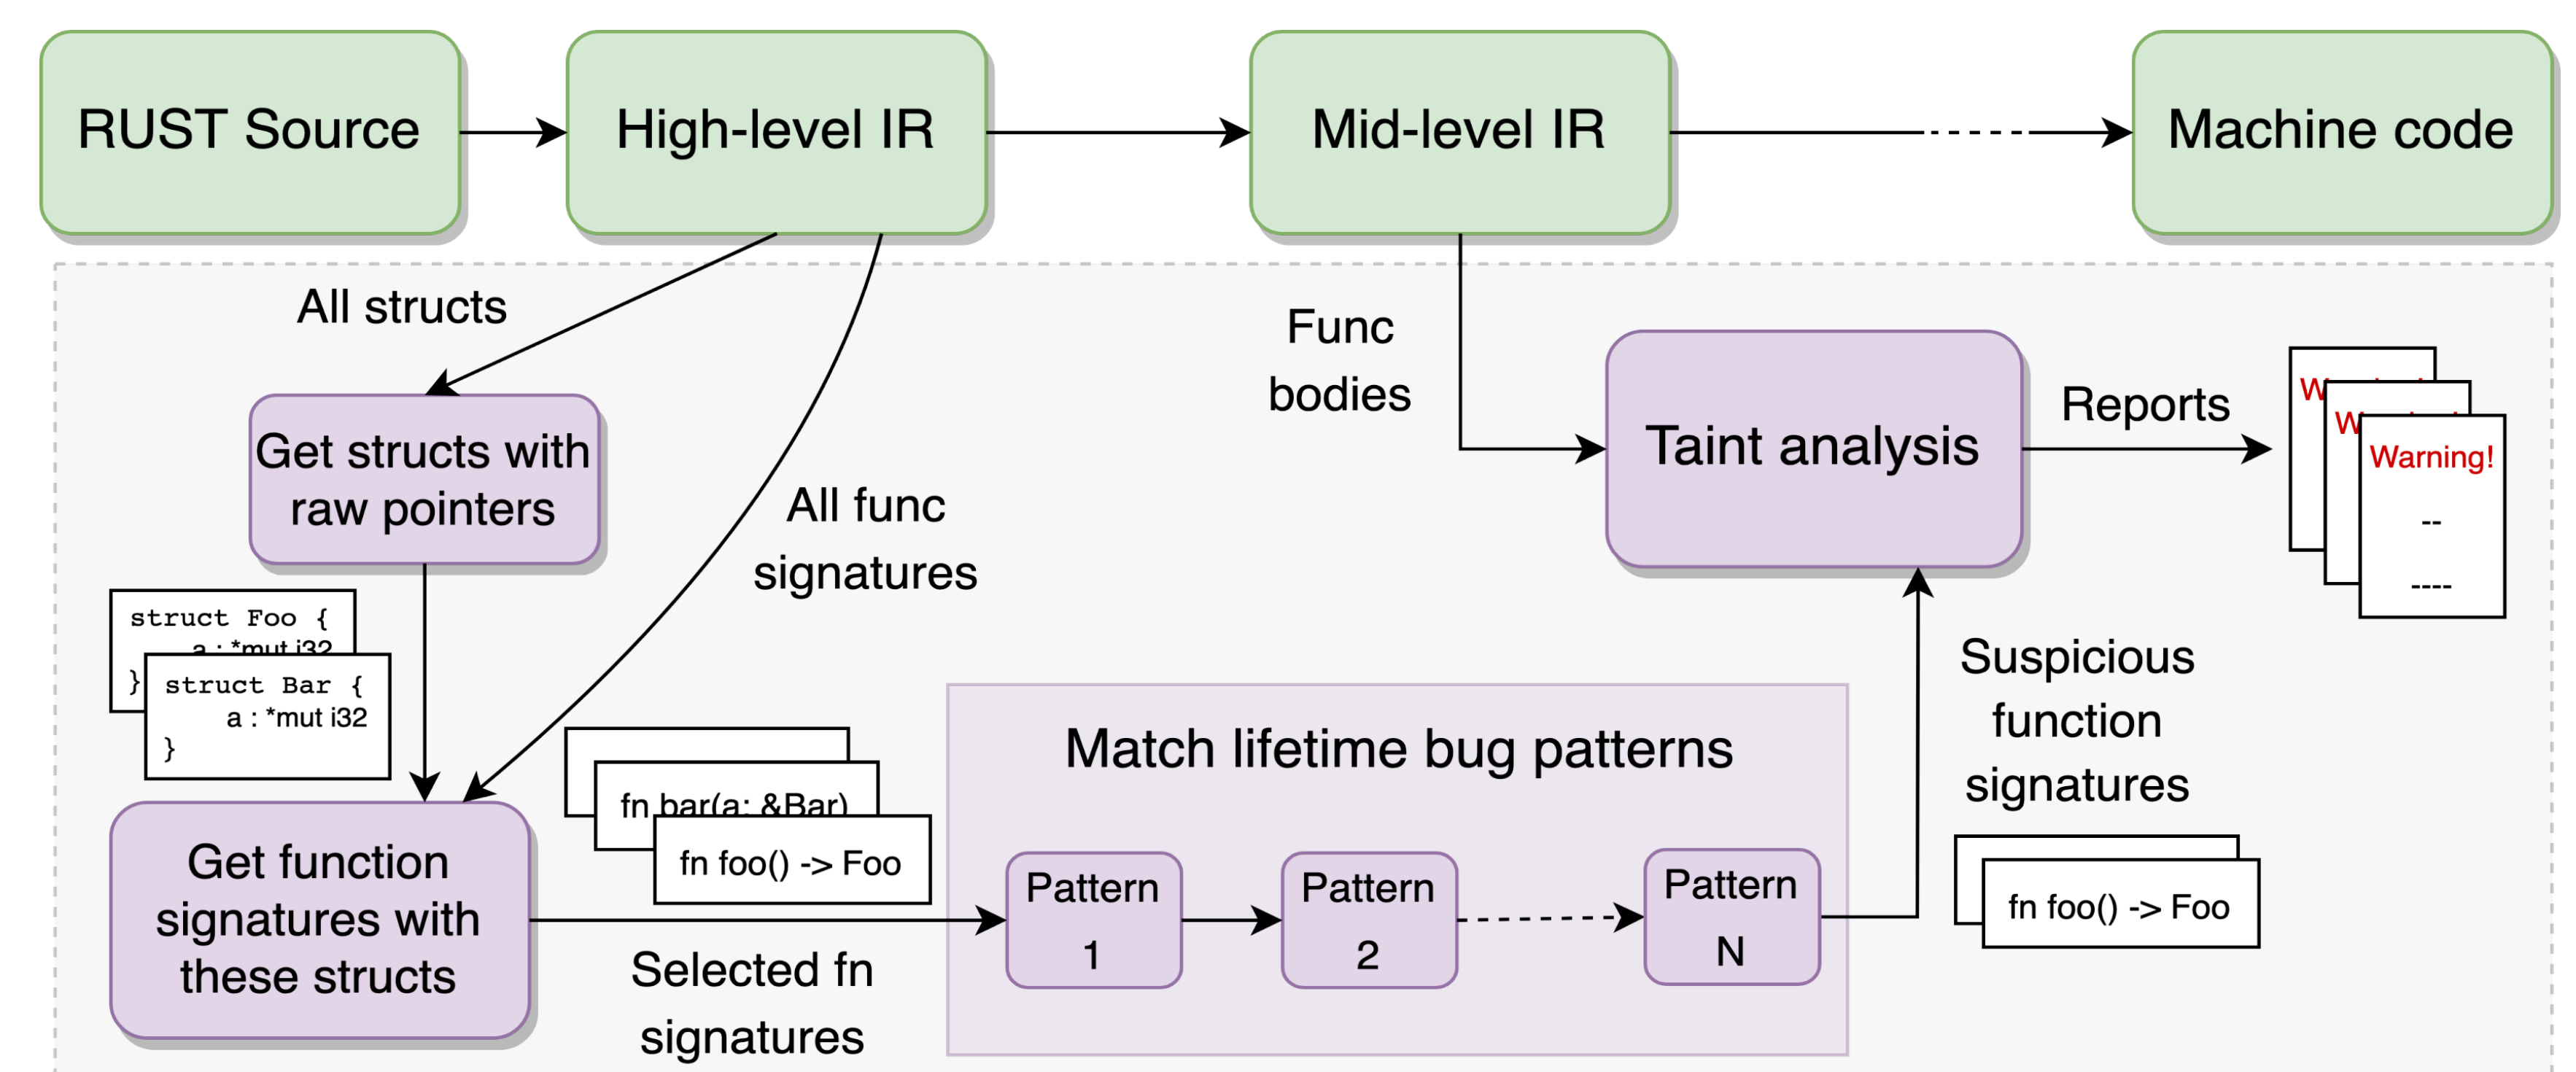 RUST Source
High-level IR
Mid-level IR
Machine code
All structs
Func
bodies
Get structs with
raw pointers
Taint analysis
Reports
W
W
Warning!
--
----
All func
signatures
struct Foo {
a : *mut i32
}
struct Bar {
a : *mut i32
}
Suspicious
function
signatures
Match lifetime bug patterns
fn bar(a: &Bar)
fn foo() -> Foo
Get function
signatures with
these structs
Pattern
1
Pattern
2
Pattern
N
fn foo() -> Foo
Selected fn
signatures